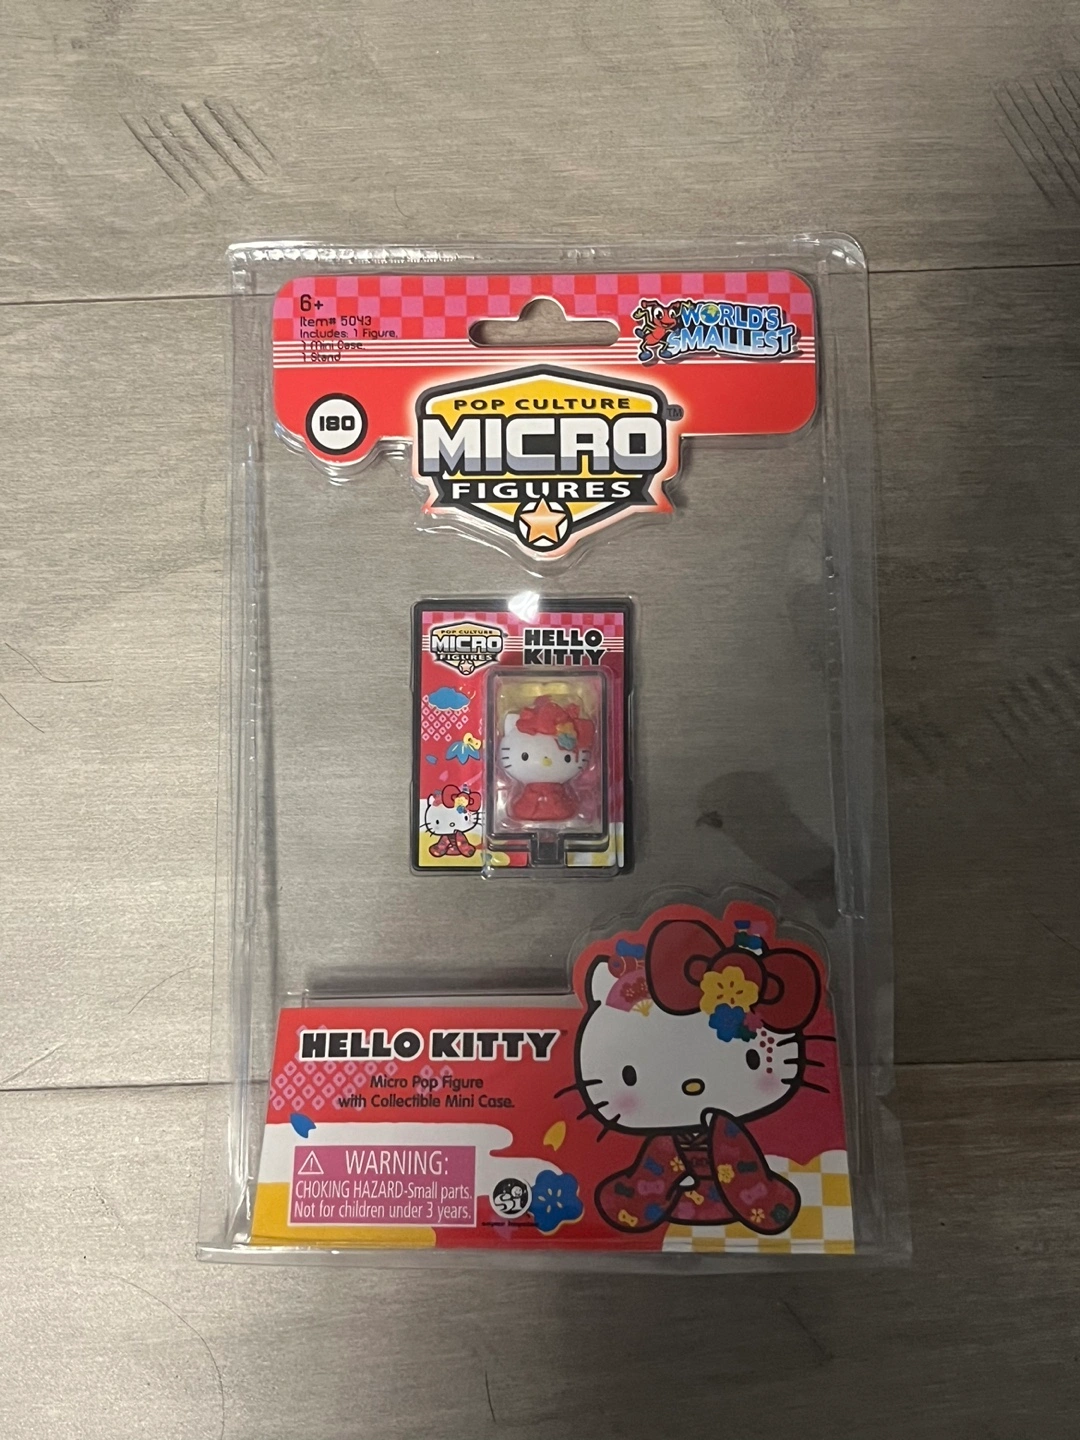 6+
Item# 5043
Includes: 1 Figure,
1 Mini Case,
1 Stand
WORLD'S
SMALLEST
180
POP CULTURE
MICRO
FIGURES
TM
POP CULTURE
MICRO
FIGURES
HELLO
KITTY
HELLO KITTY
Micro Pop Figure
with Collectible Mini Case.
WARNING:
CHOKING HAZARD-Small parts.
Not for children under 3 years.
Si